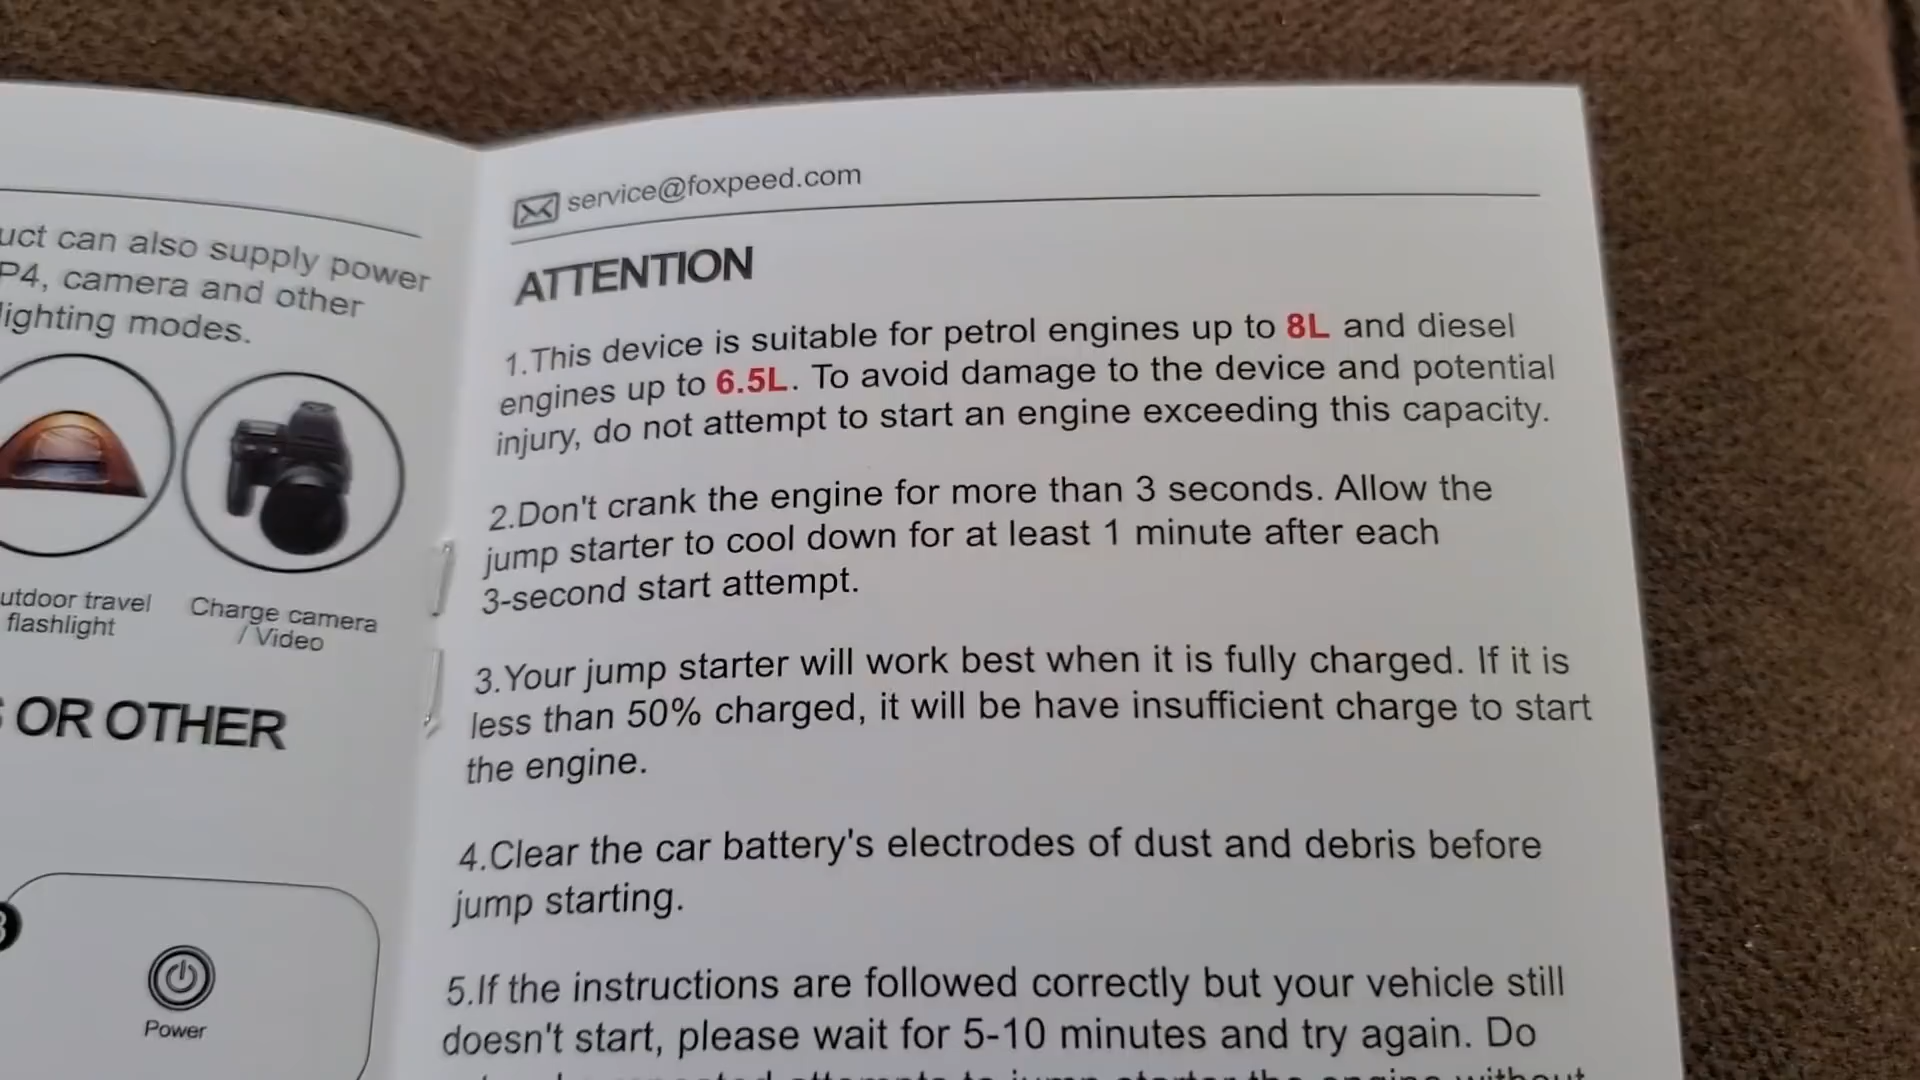 uct can also supply power
P4, camera and other
lighting modes.
utdoor travel
flashlight
Charge camera
/ Video
OR OTHER
Power
service@foxpeed.com
ATTENTION
1.This device is suitable for petrol engines up to 8L and diesel
engines up to 6.5L. To avoid damage to the device and potential
injury, do not attempt to start an engine exceeding this capacity.
2.Don't crank the engine for more than 3 seconds. Allow the
jump starter to cool down for at least 1 minute after each
3-second start attempt.
3.Your jump starter will work best when it is fully charged. If it is
less than 50% charged, it will be have insufficient charge to start
the engine.
4.Clear the car battery's electrodes of dust and debris before
jump starting.
5.If the instructions are followed correctly but your vehicle still
doesn't start, please wait for 5-10 minutes and try again. Do
attempts to jump starter the engine without